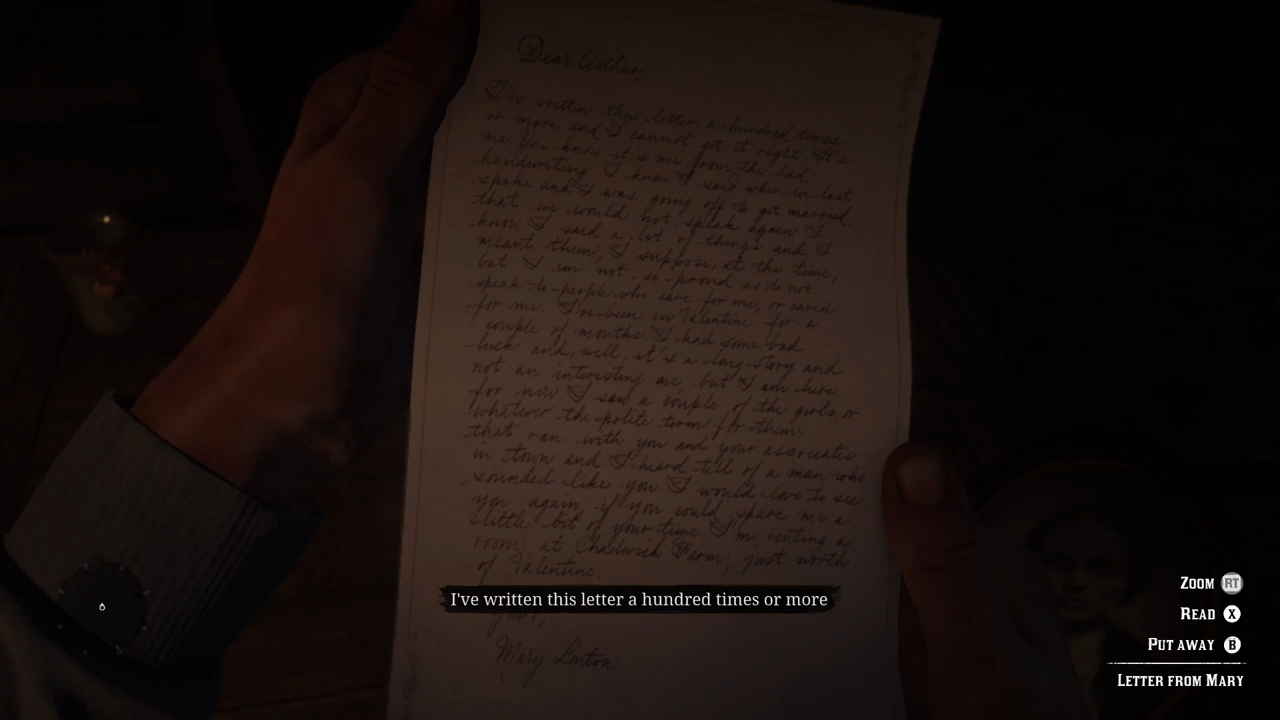 Dear Arthur,
I've written this letter a hundred times
or more and I cannot get it right. It's
me. You know it's me from the bad
handwriting. I know I said when we last
spoke and I was going off to get married,
that we would not speak again. I
know I said a lot of things and I
meant them, I suppose, at the time,
but I am not so proud as to not
speak to people who care for me, or cared
for me. I've been in Valentine for a
couple of months. I had some bad
luck and, well, it's a long story and
not an interesting one, but I am here
for now. I saw a couple of the girls, or
whatever the polite term for them,
that ran with you and your associates
in town and I heard tell of a man who
sounded like you. I would love to see
you, again, if you could spare me a
little bit of your time. I'm renting a
room at Chadwick Farm, just north
of Valentine.
I've written this letter a hundred times or more
Yours,
Mary Linton
ZOOM RT
READ X
PUT AWAY B
LETTER FROM MARY